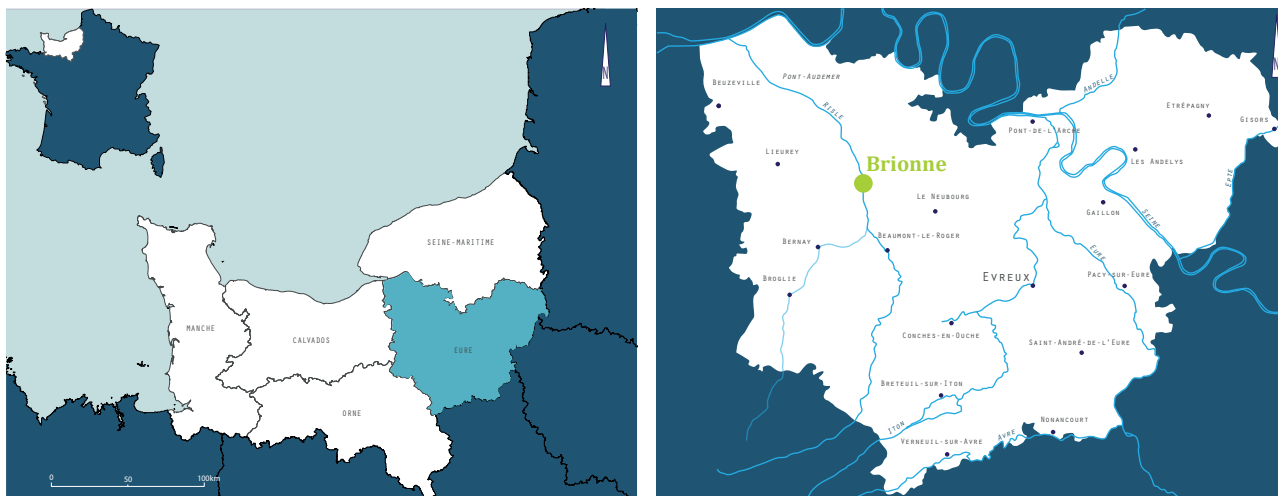 N
SEINE-MARITIME
MANCHE
CALVADOS
EURE
ORNE
0 50 100km
N
BEUZEVILLE
PONT-AUDEMER
RISLE
ANDELLE
ETRÉPAGNY
GISORS
PONT-DE-L'ARCHE
LIEUREY
LES ANDELYS
Brionne
EPTE
LE NEUBOURG
GAILLON
SEINE
BERNAY
BEAUMONT-LE-ROGER
EURE
BROGLIE
EVREUX
PACY-SUR-EURE
CONCHES-EN-OUCHE
SAINT-ANDRÉ-DE-L'EURE
BRETEUIL-SUR-ITON
NONANCOURT
ITON
AVRE
VERNEUIL-SUR-AVRE